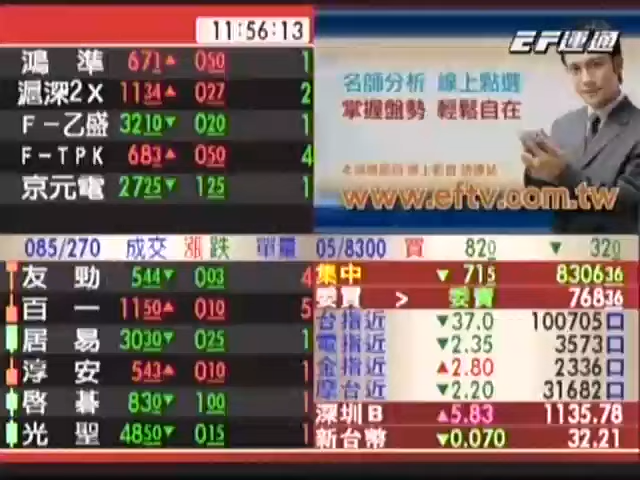 11:56:13
EF運通
鴻準 671▲ 050 1
滬深2X 1134▲ 027 2
F-乙盛 3210▼ 020 1
F-TPK 683▲ 050 4
京元電 2725▼ 125 1
名師分析 線上點選
掌握盤勢 輕鬆自在
www.eftv.com.tw
085/270 成交 漲跌 單量
友勁 544▼ 003 4
百一 1150▲ 010 5
居易 3030▼ 025 1
淳安 543▲ 010 1
啓碁 830▼ 100 1
光聖 4850▼ 015 1
05/8300 買 820 ▼ 320
集中 ▼ 715 830636
委買 > 委賣 76836
台指近 ▼37.0 100705口
電指近 ▼2.35 3573口
金指近 ▲2.80 2336口
摩台近 ▼2.20 31682口
深圳B ▲5.83 1135.78
新台幣 ▼0.070 32.21